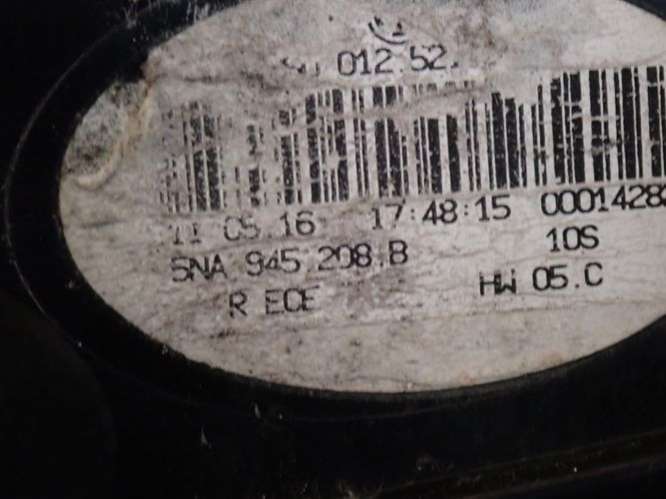 012.52.
11 05 16 17:48:15 0001428
5NA 945 208.B 10S
R ECE HW 05.C